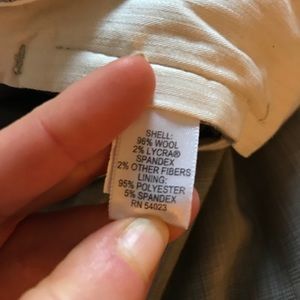 SHELL:
96% WOOL
2% LYCRA®
SPANDEX
2% OTHER FIBERS
LINING:
95% POLYESTER
5% SPANDEX
RN 54023